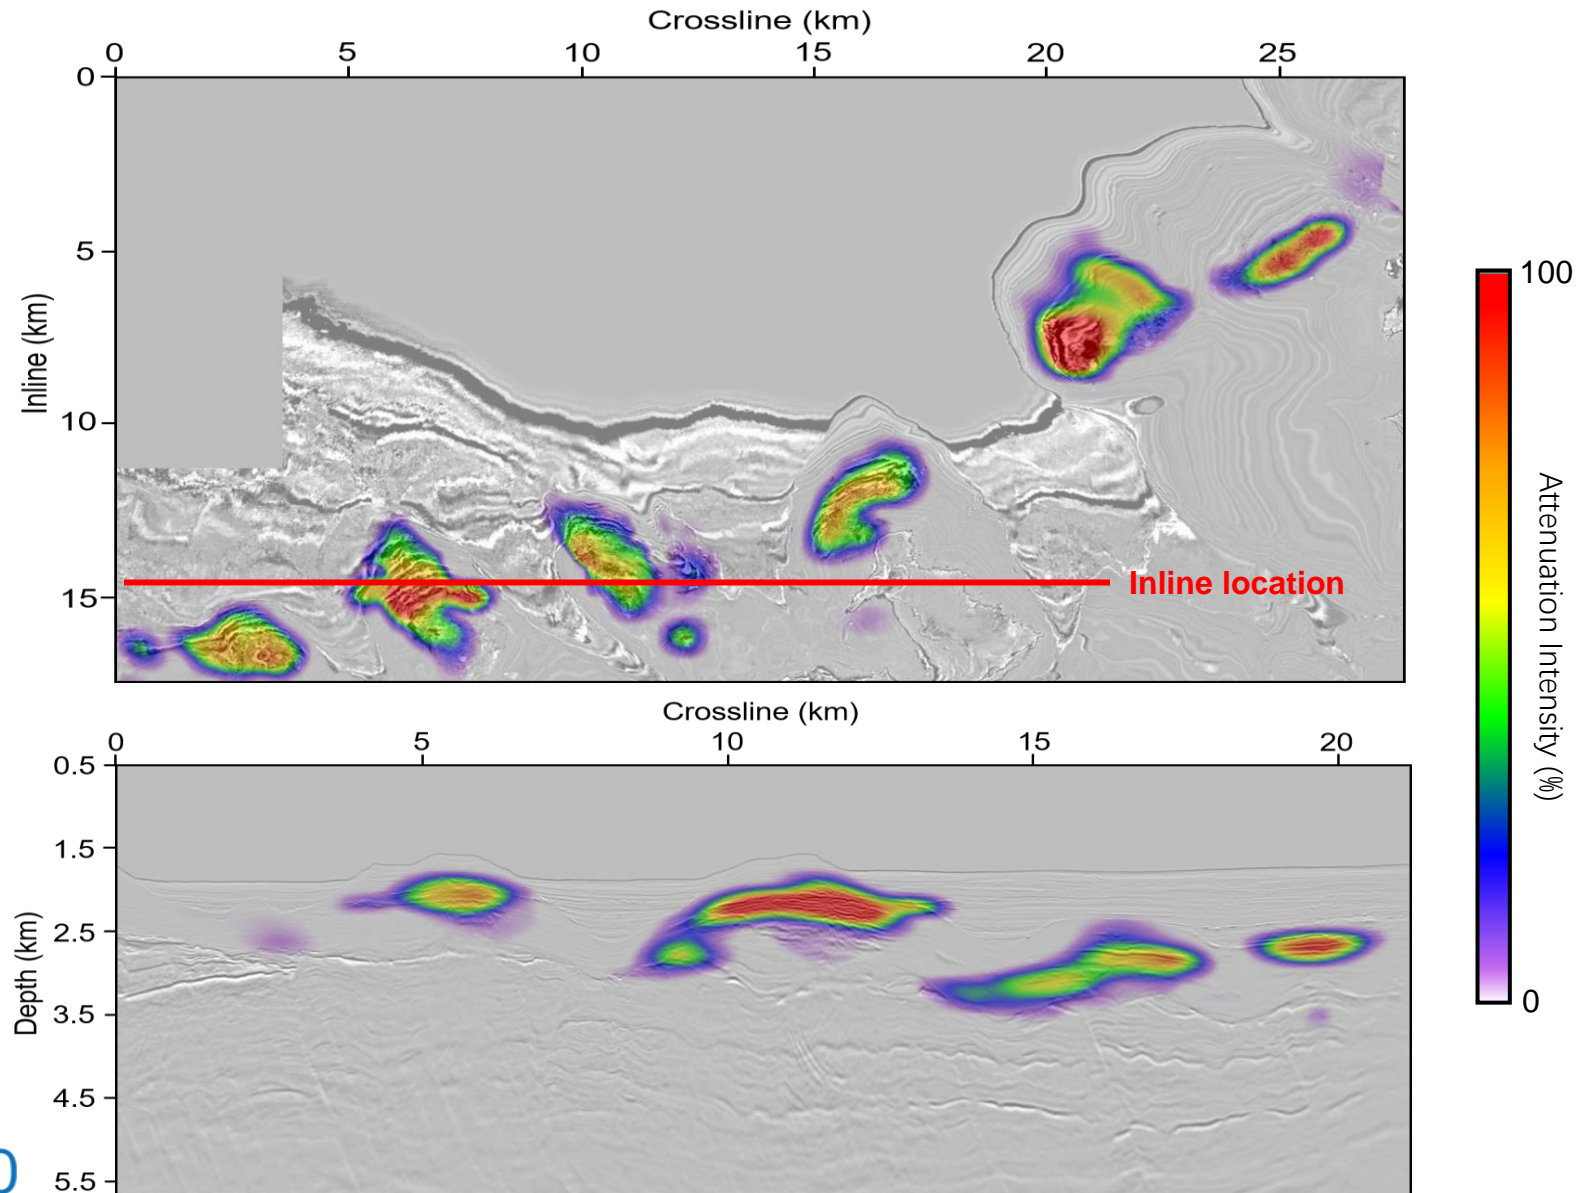 Crossline (km)
0 5 10 15 20 25
0
5
10
15
Inline (km)
Inline location
100
0
Attenuation Intensity (%)
Crossline (km)
0 5 10 15 20
0.5
1.5
2.5
3.5
4.5
5.5
Depth (km)